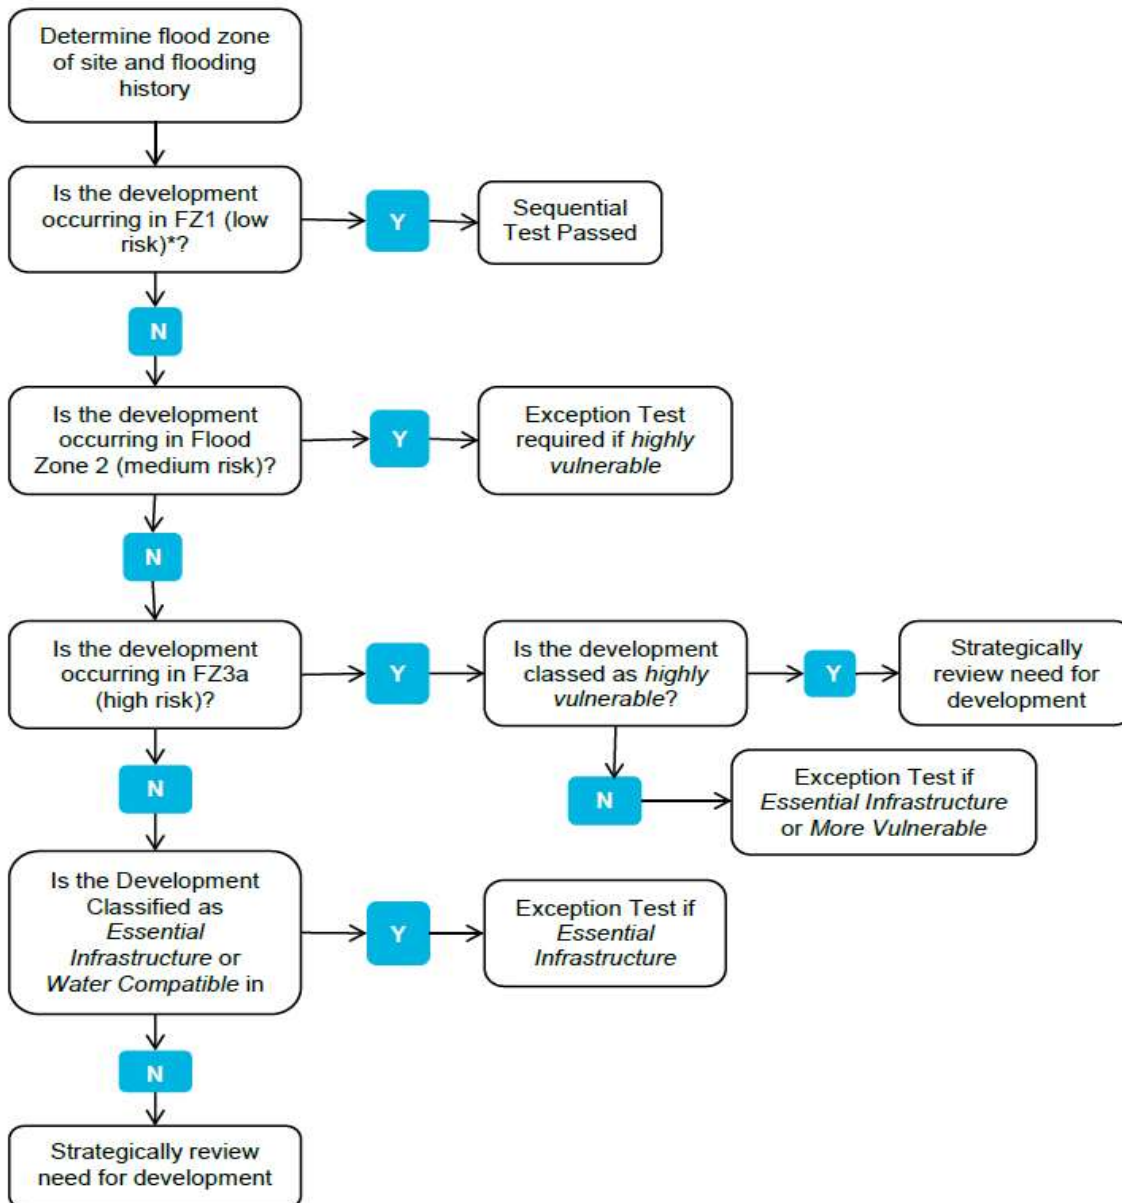 Determine flood zone
of site and flooding
history
Is the development
occurring in FZ1 (low
risk)*?
Y
Sequential
Test Passed
N
Is the development
occurring in Flood
Zone 2 (medium risk)?
Y
Exception Test
required if highly
vulnerable
N
Is the development
occurring in FZ3a
(high risk)?
Y
Is the development
classed as highly
vulnerable?
Y
Strategically
review need for
development
N
Exception Test if
Essential Infrastructure
or More Vulnerable
N
Is the Development
Classified as
Essential
Infrastructure or
Water Compatible in
Y
Exception Test if
Essential
Infrastructure
N
Strategically review
need for development